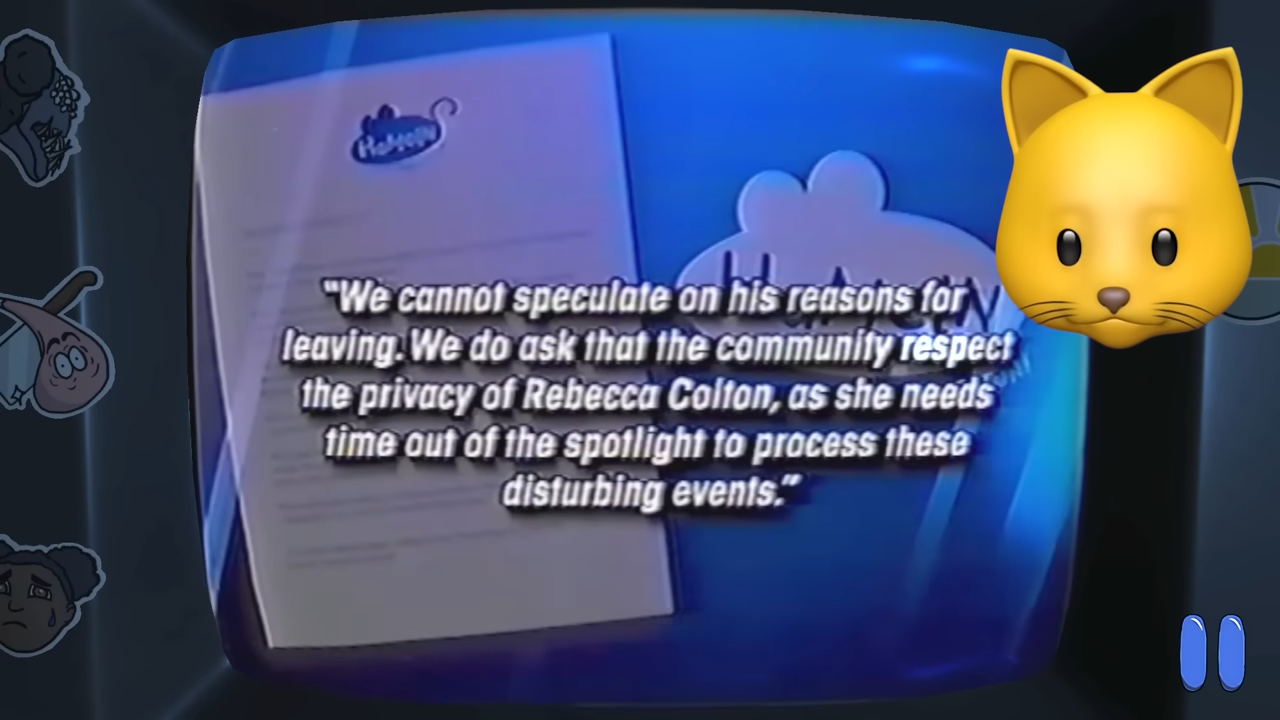 "We cannot speculate on his reasons for
leaving. We do ask that the community respect
the privacy of Rebecca Colton, as she needs
time out of the spotlight to process these
disturbing events."